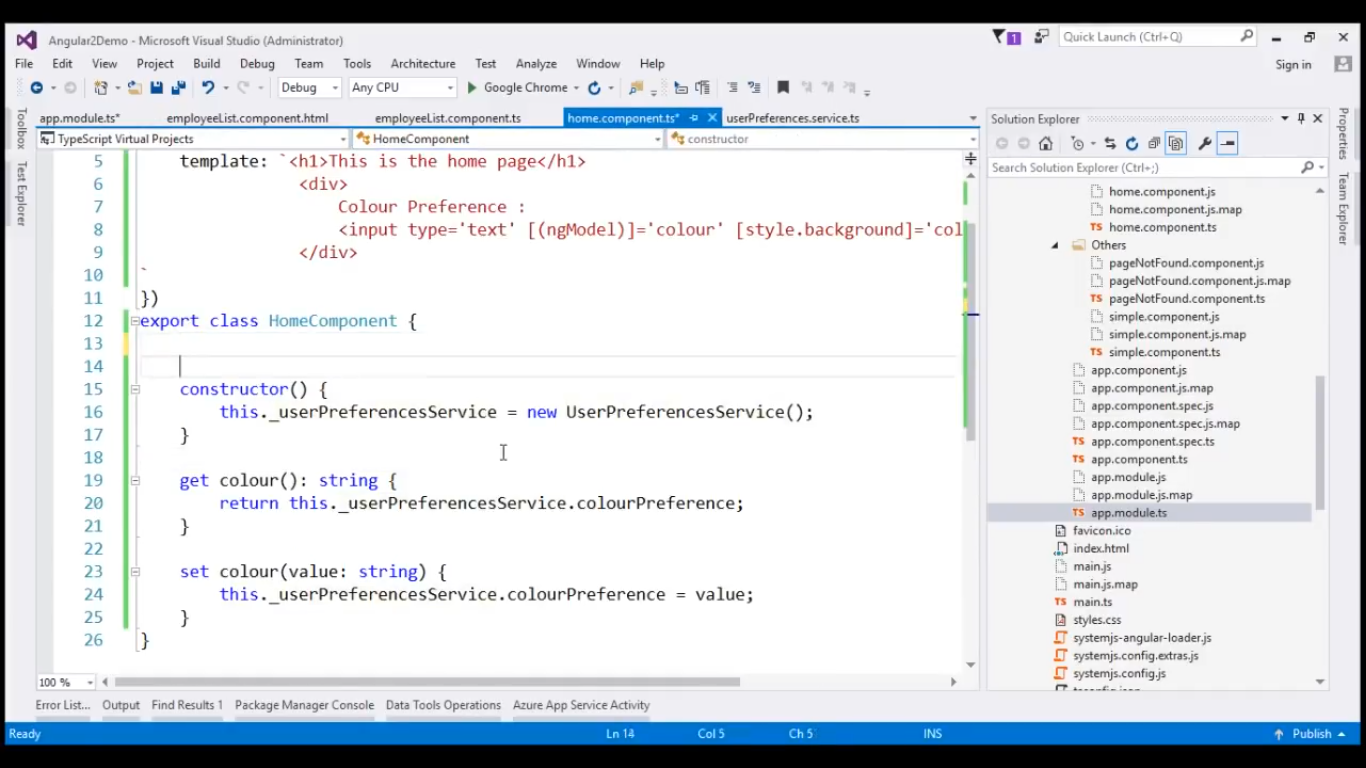 Angular2Demo - Microsoft Visual Studio (Administrator)
1
Quick Launch (Ctrl+Q)
File Edit View Project Build Debug Team Tools Architecture Test Analyze Window Help
Sign in
Debug Any CPU Google Chrome
Toolbox
Test Explorer
app.module.ts* employeeList.component.html employeeList.component.ts home.component.ts* userPreferences.service.ts
TypeScript Virtual Projects HomeComponent constructor
5 template: `<h1>This is the home page</h1>
6 <div>
7 Colour Preference :
8 <input type='text' [(ngModel)]='colour' [style.background]='col
9 </div>
10 `
11 })
12 export class HomeComponent {
13
14
15 constructor() {
16 this._userPreferencesService = new UserPreferencesService();
17 }
18
19 get colour(): string {
20 return this._userPreferencesService.colourPreference;
21 }
22
23 set colour(value: string) {
24 this._userPreferencesService.colourPreference = value;
25 }
26 }
100 %
Solution Explorer
Search Solution Explorer (Ctrl+;)
home.component.js
home.component.js.map
TS home.component.ts
Others
pageNotFound.component.js
pageNotFound.component.js.map
TS pageNotFound.component.ts
simple.component.js
simple.component.js.map
TS simple.component.ts
app.component.js
app.component.js.map
app.component.spec.js
app.component.spec.js.map
TS app.component.spec.ts
TS app.component.ts
app.module.js
app.module.js.map
TS app.module.ts
favicon.ico
index.html
main.js
main.js.map
TS main.ts
styles.css
systemjs-angular-loader.js
systemjs.config.extras.js
systemjs.config.js
Properties
Team Explorer
Error List... Output Find Results 1 Package Manager Console Data Tools Operations Azure App Service Activity
Ready Ln 14 Col 5 Ch 5 INS Publish